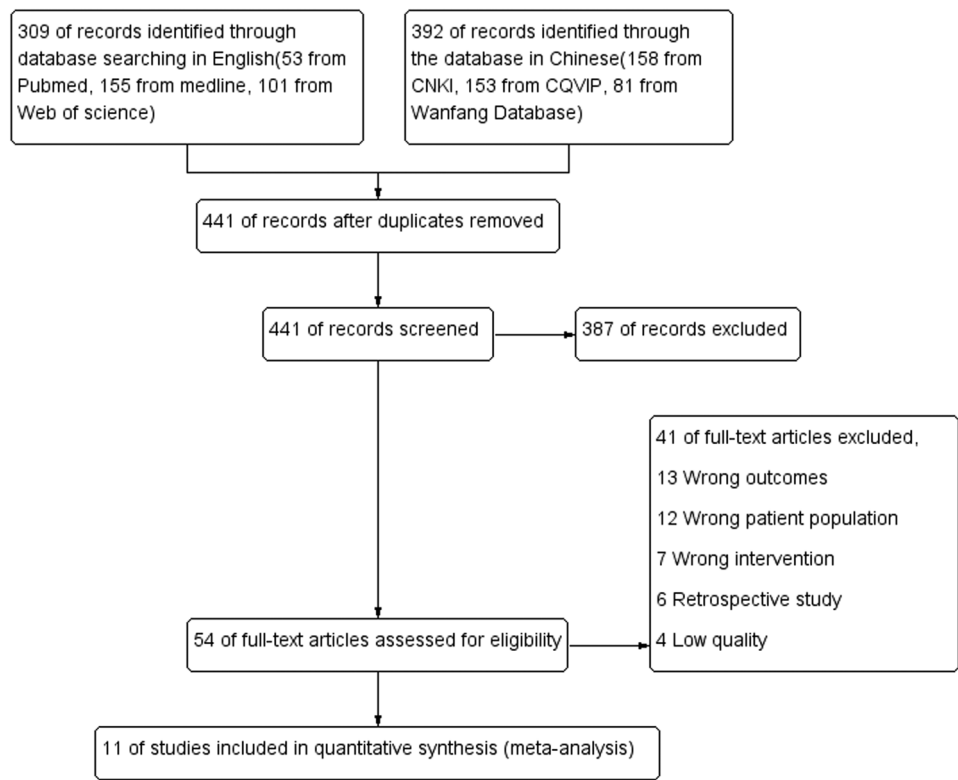 309 of records identified through
database searching in English(53 from
Pubmed, 155 from medline, 101 from
Web of science)
392 of records identified through
the database in Chinese(158 from
CNKI, 153 from CQVIP, 81 from
Wanfang Database)
441 of records after duplicates removed
441 of records screened
387 of records excluded
41 of full-text articles excluded,
13 Wrong outcomes
12 Wrong patient population
7 Wrong intervention
6 Retrospective study
4 Low quality
54 of full-text articles assessed for eligibility
11 of studies included in quantitative synthesis (meta-analysis)